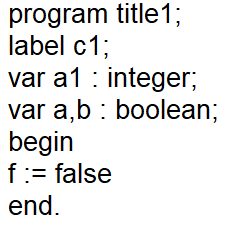 program title1;
label c1;
var a1 : integer;
var a,b : boolean;
begin
f := false
end.